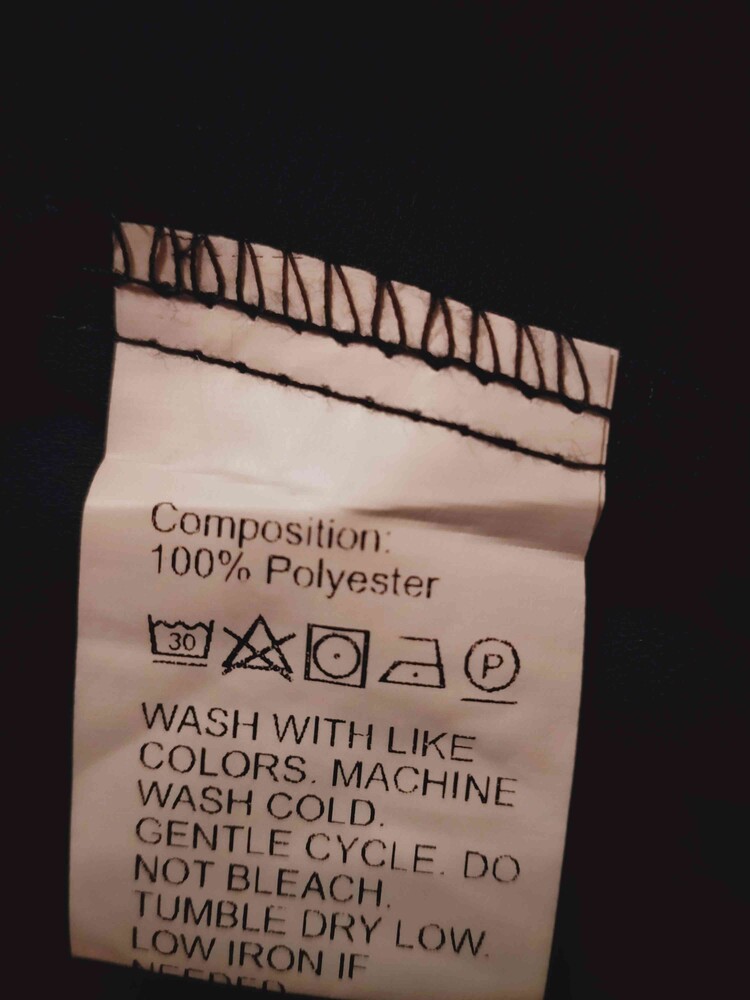 Composition:
100% Polyester
30 P
WASH WITH LIKE
COLORS. MACHINE
WASH COLD.
GENTLE CYCLE. DO
NOT BLEACH.
TUMBLE DRY LOW.
LOW IRON IF
NEEDED.